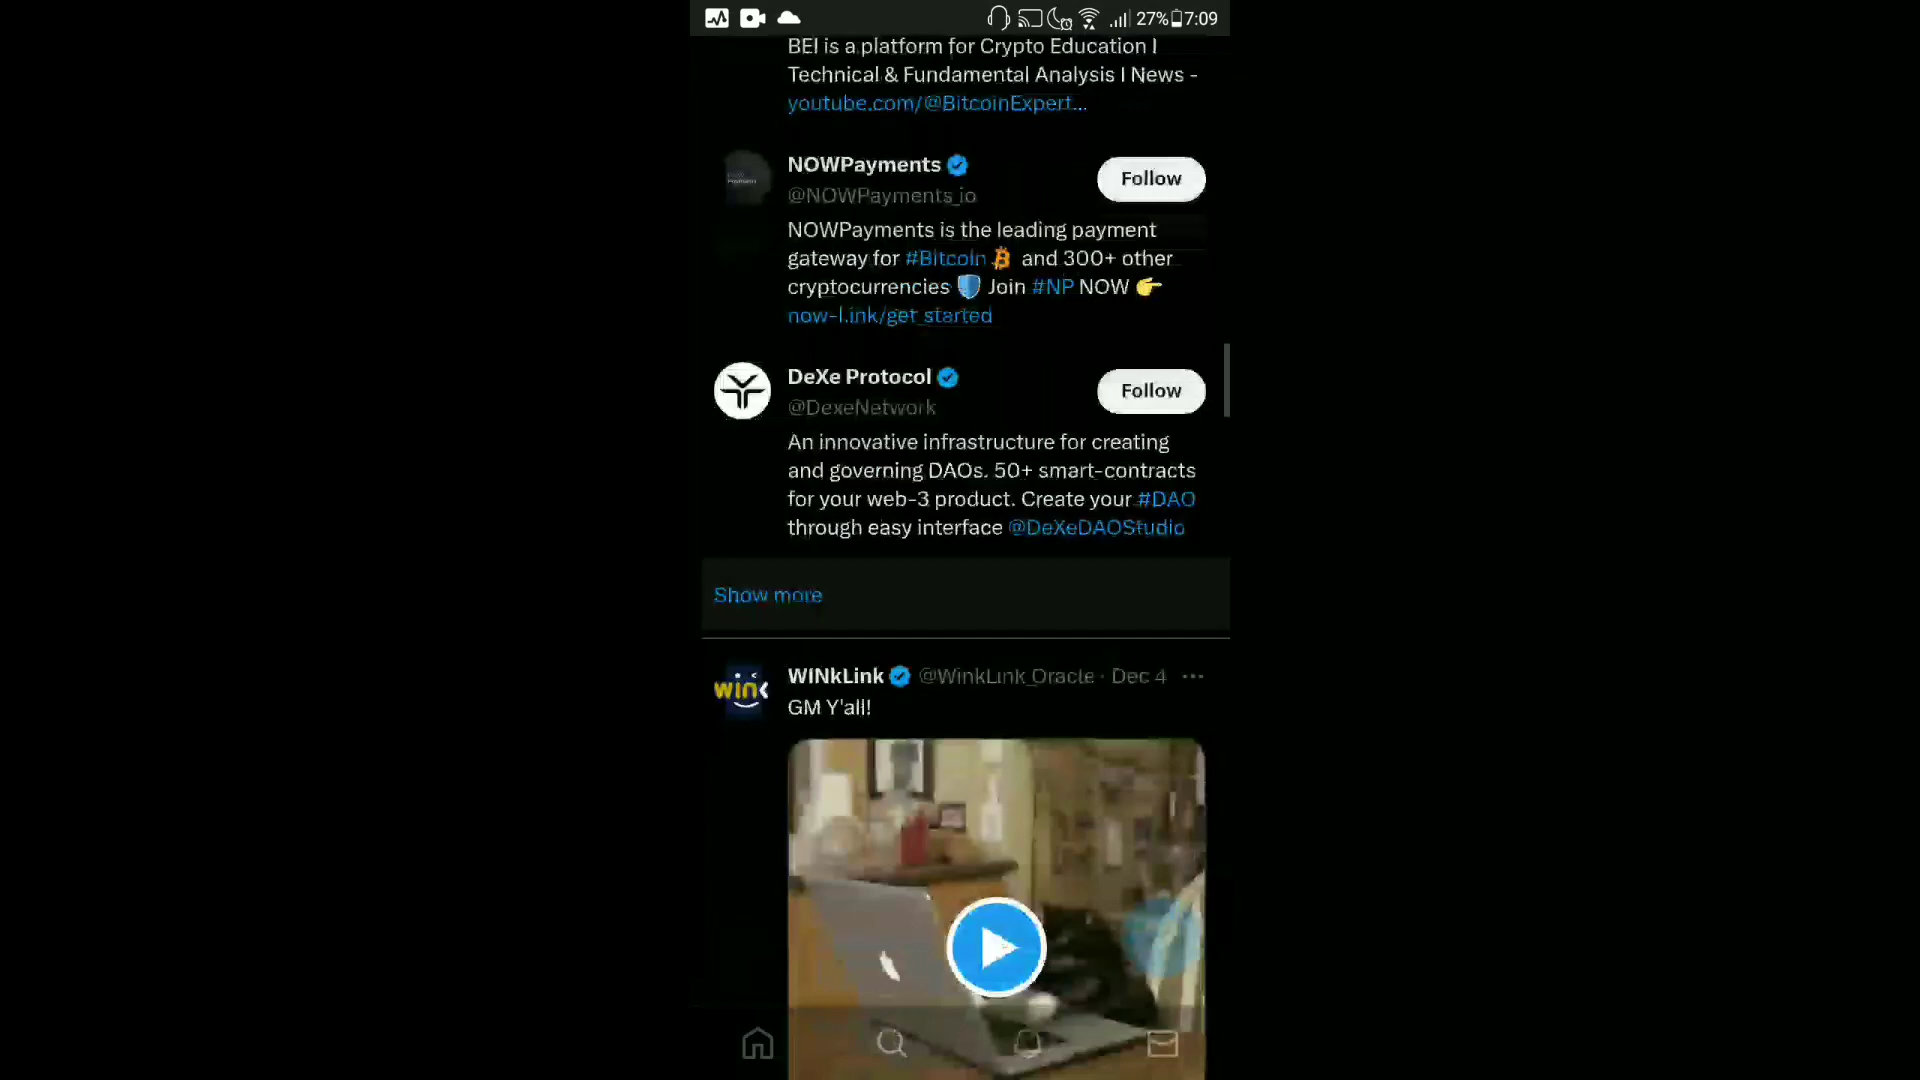 27% 7:09
BEI is a platform for Crypto Education I
Technical & Fundamental Analysis I News -
youtube.com/@BitcoinExpert...
NOWPayments
Follow
@NOWPayments_io
NOWPayments is the leading payment
gateway for #Bitcoin and 300+ other
cryptocurrencies Join #NP NOW
now-l.ink/get_started
DeXe Protocol
Follow
@DexeNetwork
An innovative infrastructure for creating
and governing DAOs. 50+ smart-contracts
for your web-3 product. Create your #DAO
through easy interface @DeXeDAOStudio
Show more
WINkLink @WinkLink_Oracle · Dec 4 ...
win
GM Y'all!